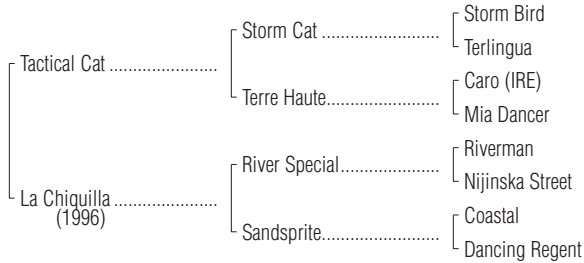 Storm Bird
Storm Cat
Terlingua
Tactical Cat
Caro (IRE)
Terre Haute
Mia Dancer
Riverman
River Special
Nijinska Street
La Chiquilla
(1996)
Coastal
Sandsprite
Dancing Regent